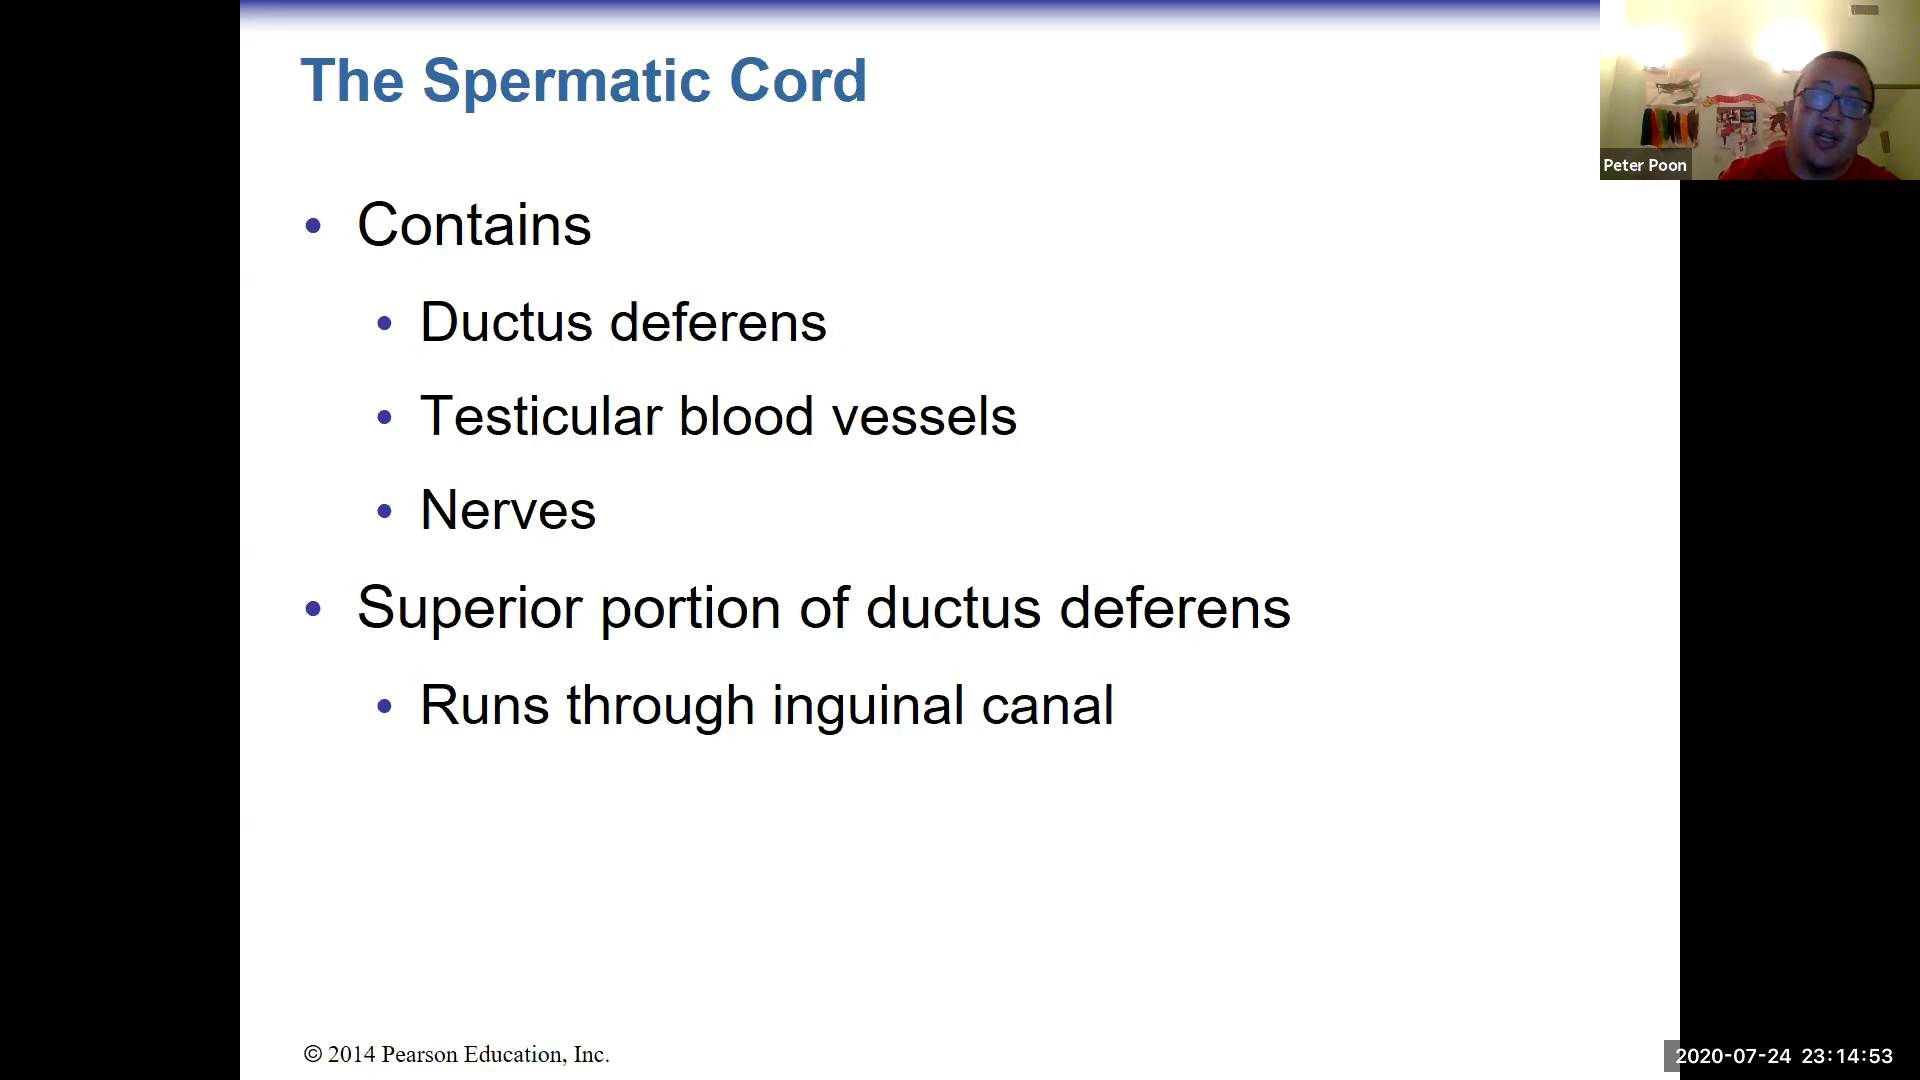 The Spermatic Cord
Peter Poon
• Contains
• Ductus deferens
• Testicular blood vessels
• Nerves
• Superior portion of ductus deferens
• Runs through inguinal canal
© 2014 Pearson Education, Inc.
2020-07-24 23:14:53